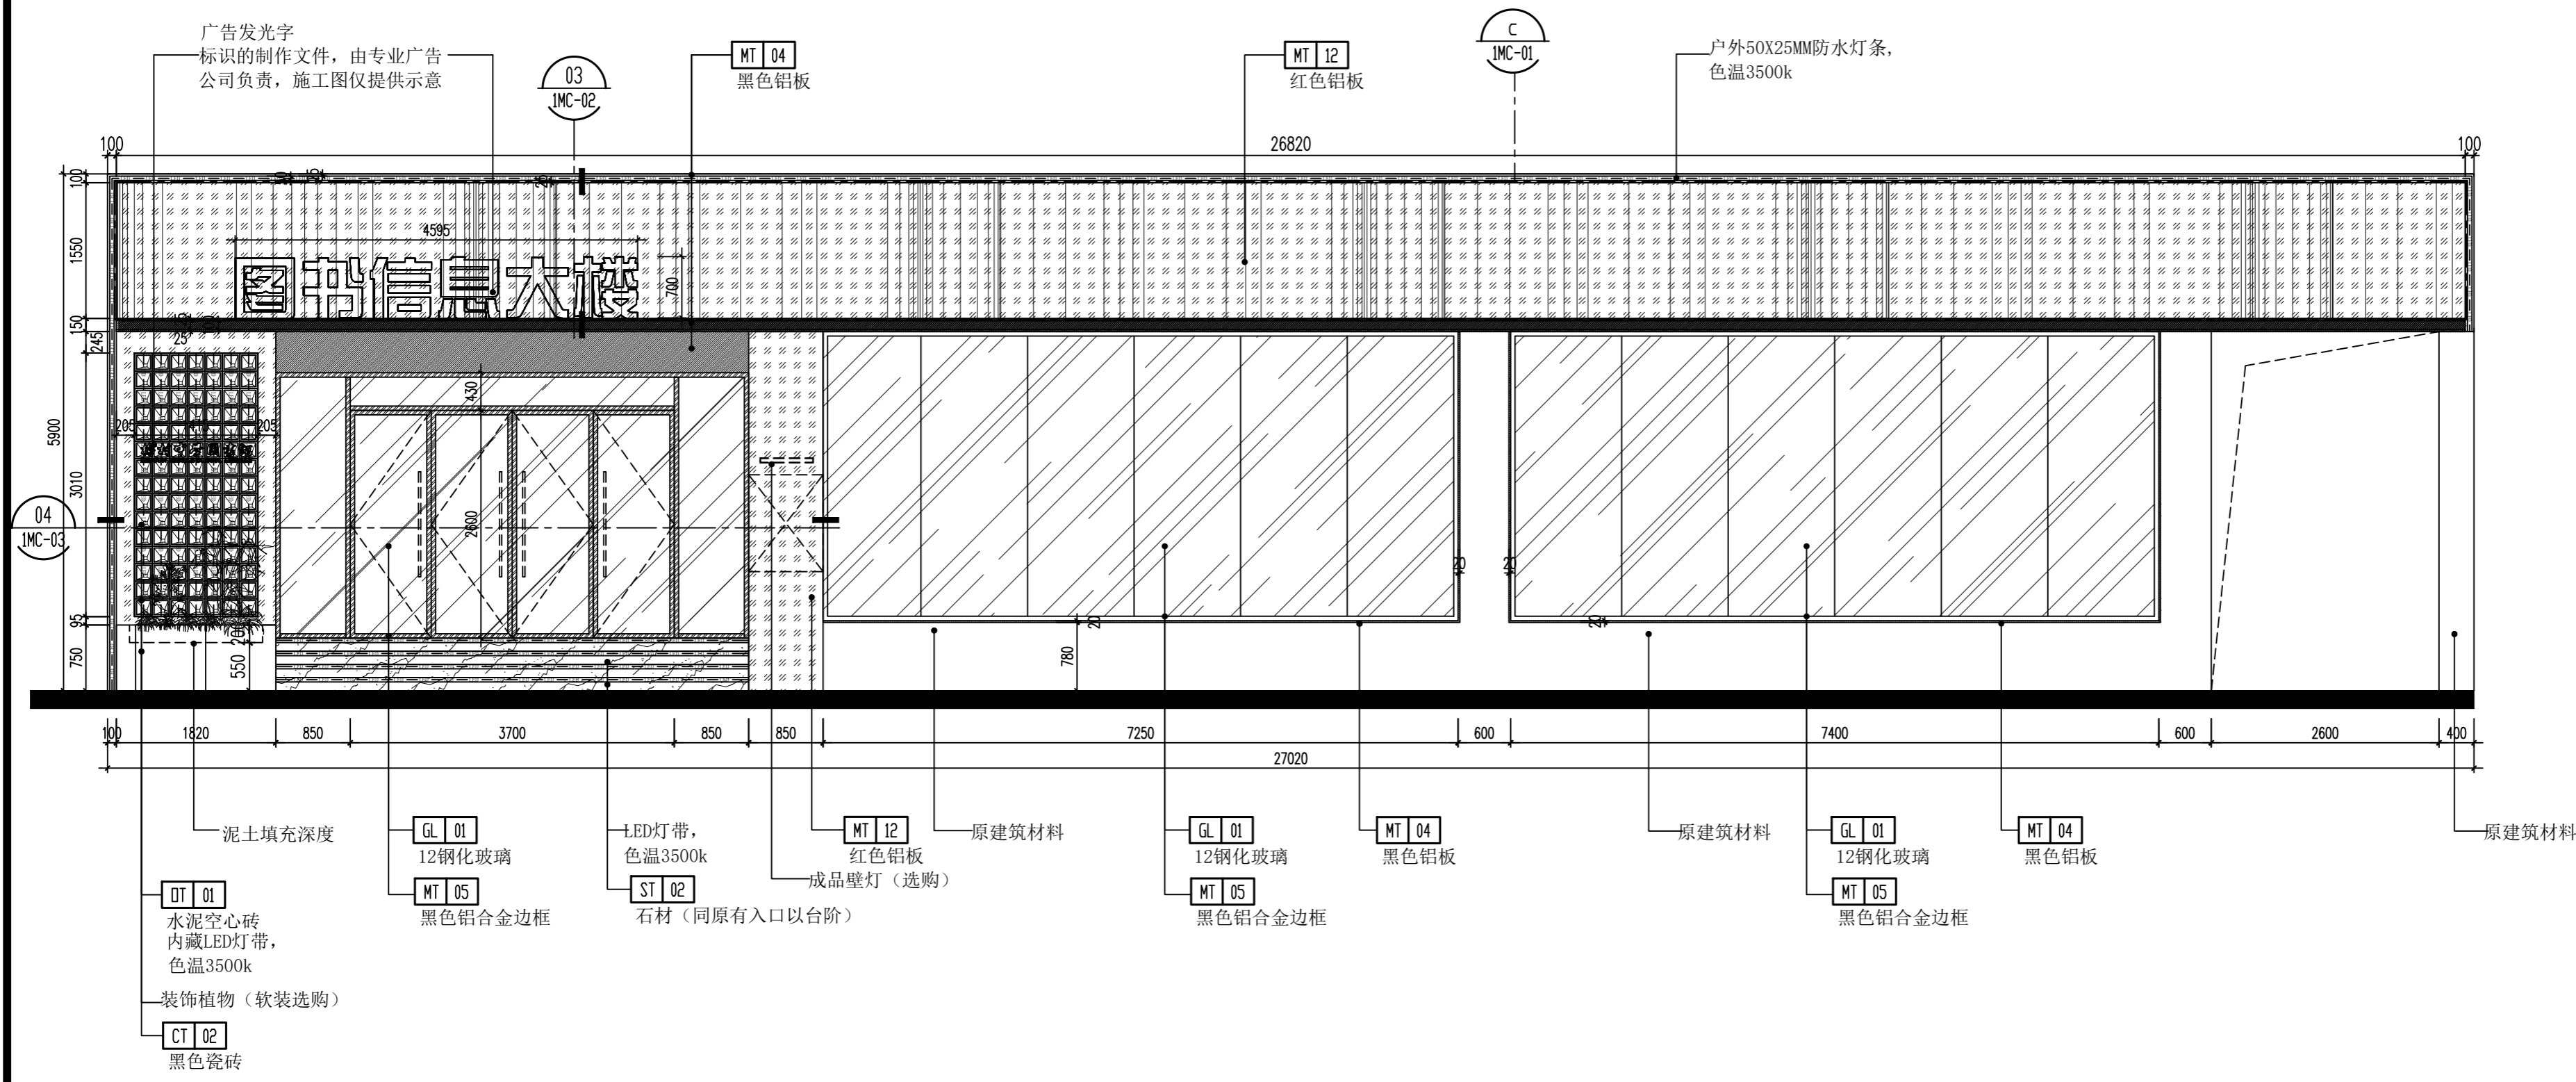 广告发光字
标识的制作文件，由专业广告
公司负责，施工图仅提供示意
03
1MC-02
MT 04
黑色铝板
MT 12
红色铝板
C
1MC-01
户外50X25MM防水灯条，
色温3500k
100
26820
100
100
50
25
25
4595
1550
700
图书信息大楼
150
25
100
245
25
430
5900
205
205
3010
2600
04
1MC-03
20
20
95
200
20
20
750
550
780
100
1820
850
3700
850
850
7250
600
7400
600
2600
400
27020
泥土填充深度
GL 01
12钢化玻璃
LED灯带，
色温3500k
MT 12
红色铝板
原建筑材料
GL 01
12钢化玻璃
MT 04
黑色铝板
原建筑材料
GL 01
12钢化玻璃
MT 04
黑色铝板
原建筑材料
OT 01
水泥空心砖
内藏LED灯带，
色温3500k
MT 05
黑色铝合金边框
ST 02
石材（同原有入口以台阶）
成品壁灯（选购）
MT 05
黑色铝合金边框
MT 05
黑色铝合金边框
装饰植物（软装选购）
CT 02
黑色瓷砖